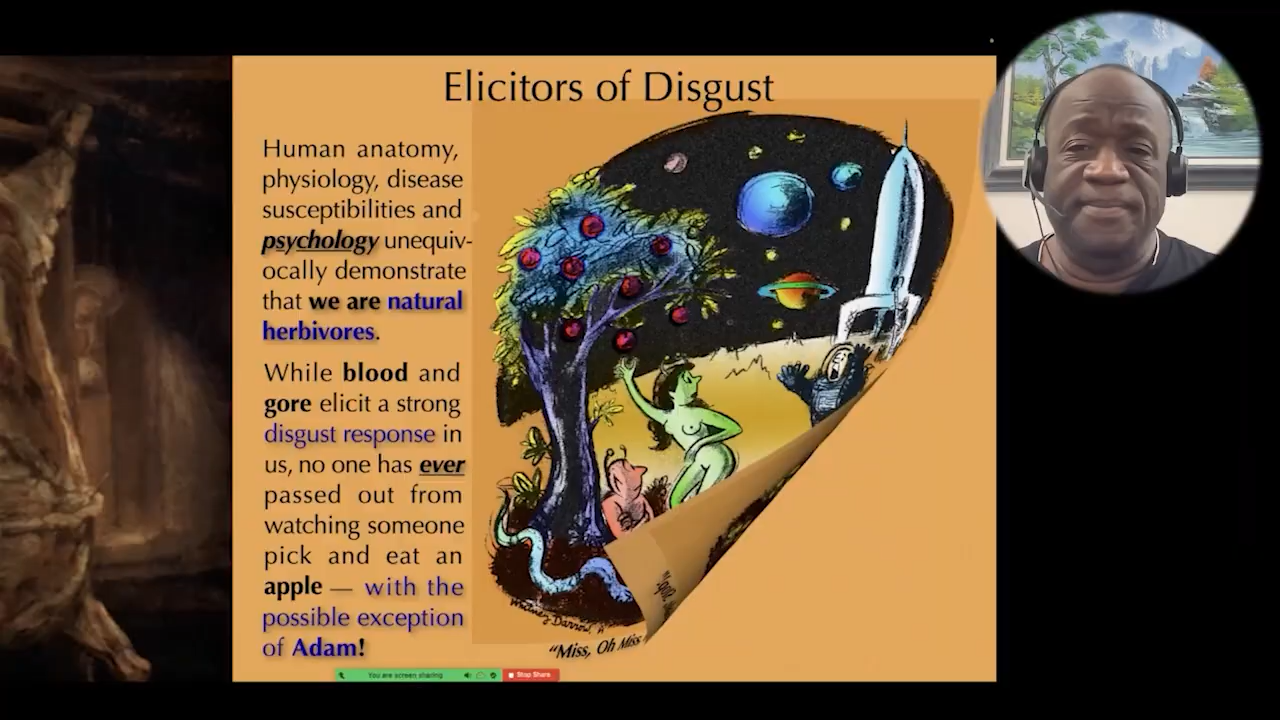 Elicitors of Disgust
Human anatomy,
physiology, disease
susceptibilities and
psychology unequiv-
ocally demonstrate
that we are natural
herbivores.
While blood and
gore elicit a strong
disgust response in
us, no one has ever
passed out from
watching someone
pick and eat an
apple — with the
possible exception
of Adam!
"Miss, Oh Miss
You are screen sharing
Stop Share